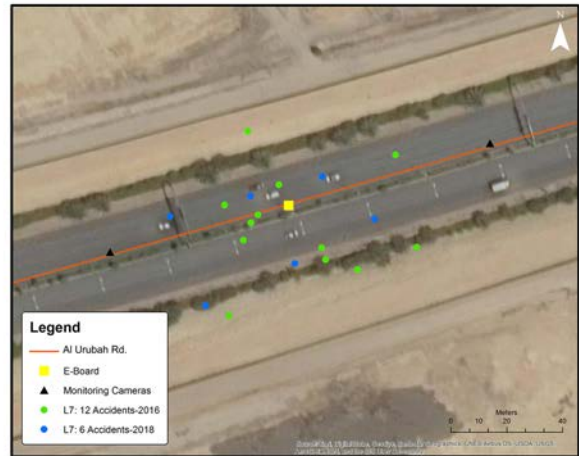 N
Legend
Al Urubah Rd.
E-Board
Monitoring Cameras
L7: 12 Accidents-2016
L7: 6 Accidents-2018
Meters
0 10 20 40